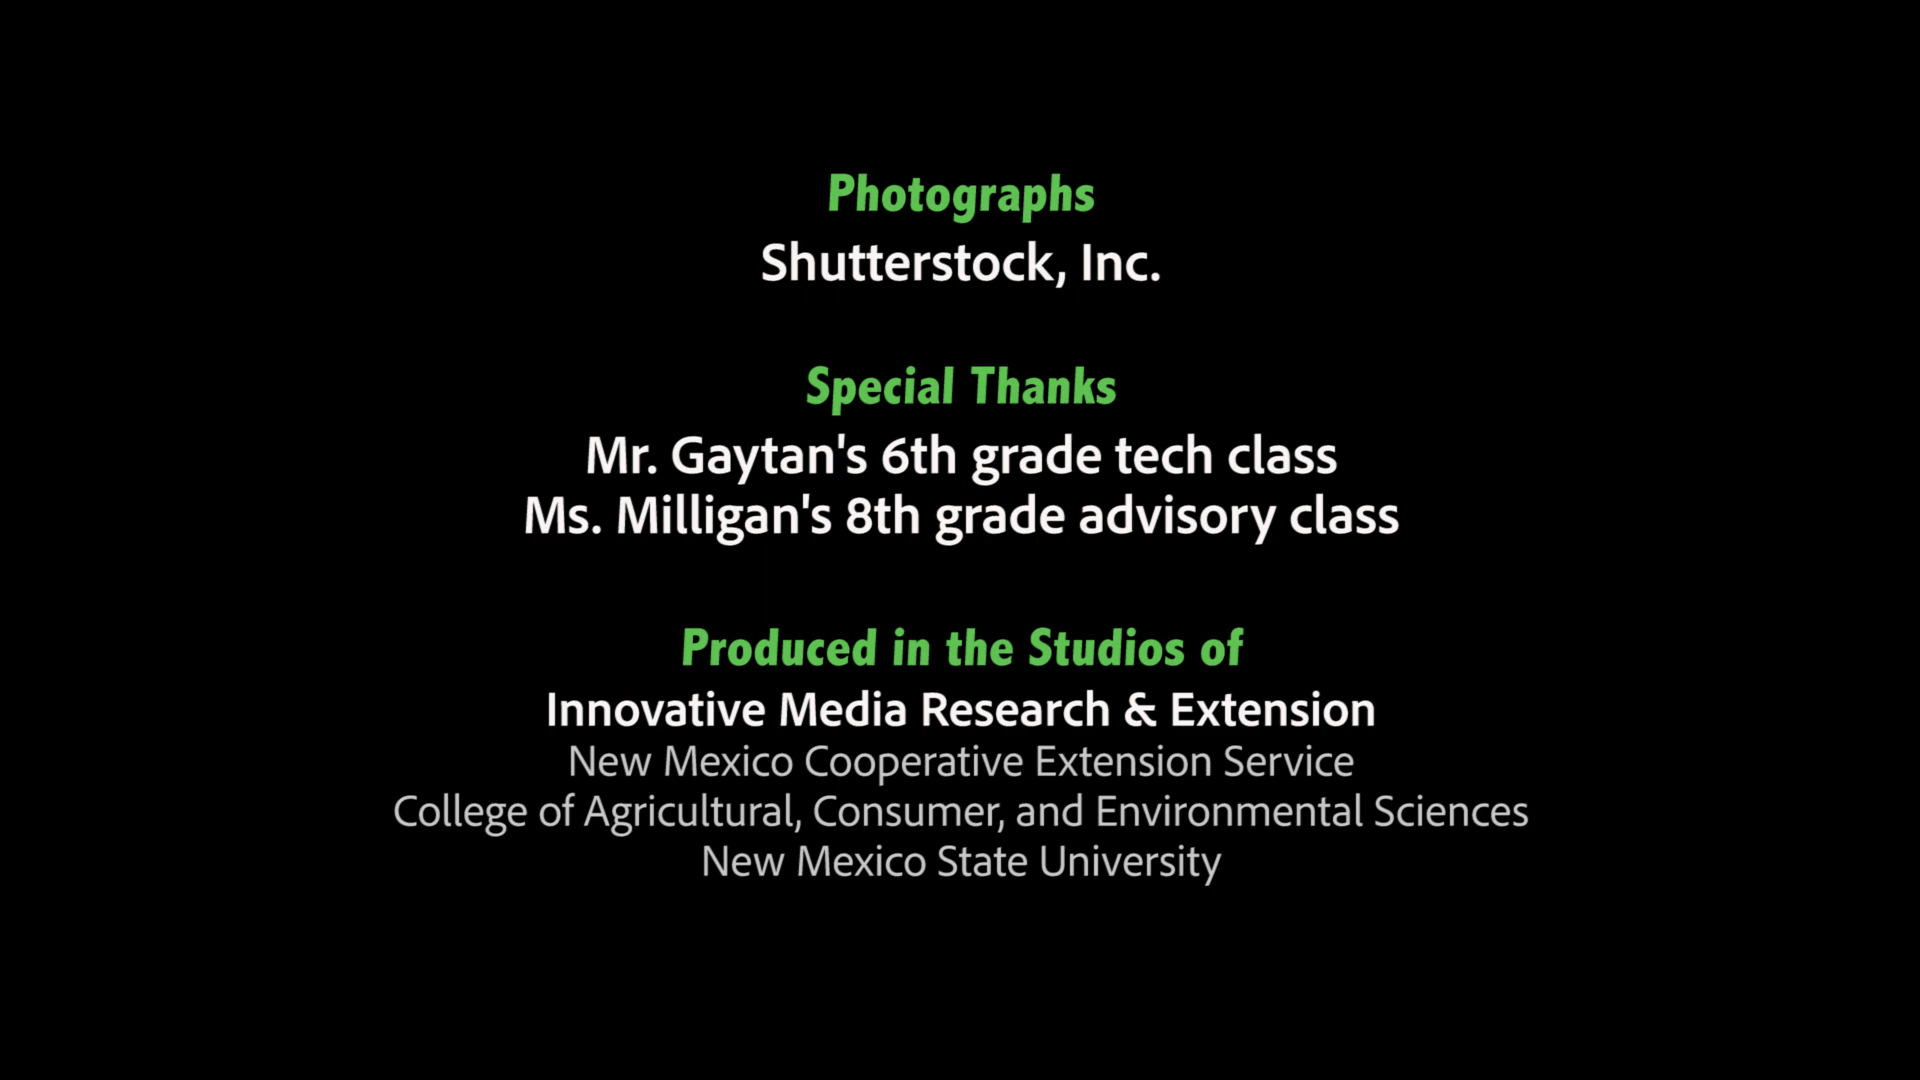 Photographs
Shutterstock, Inc.
Special Thanks
Mr. Gaytan's 6th grade tech class
Ms. Milligan's 8th grade advisory class
Produced in the Studios of
Innovative Media Research & Extension
New Mexico Cooperative Extension Service
College of Agricultural, Consumer, and Environmental Sciences
New Mexico State University